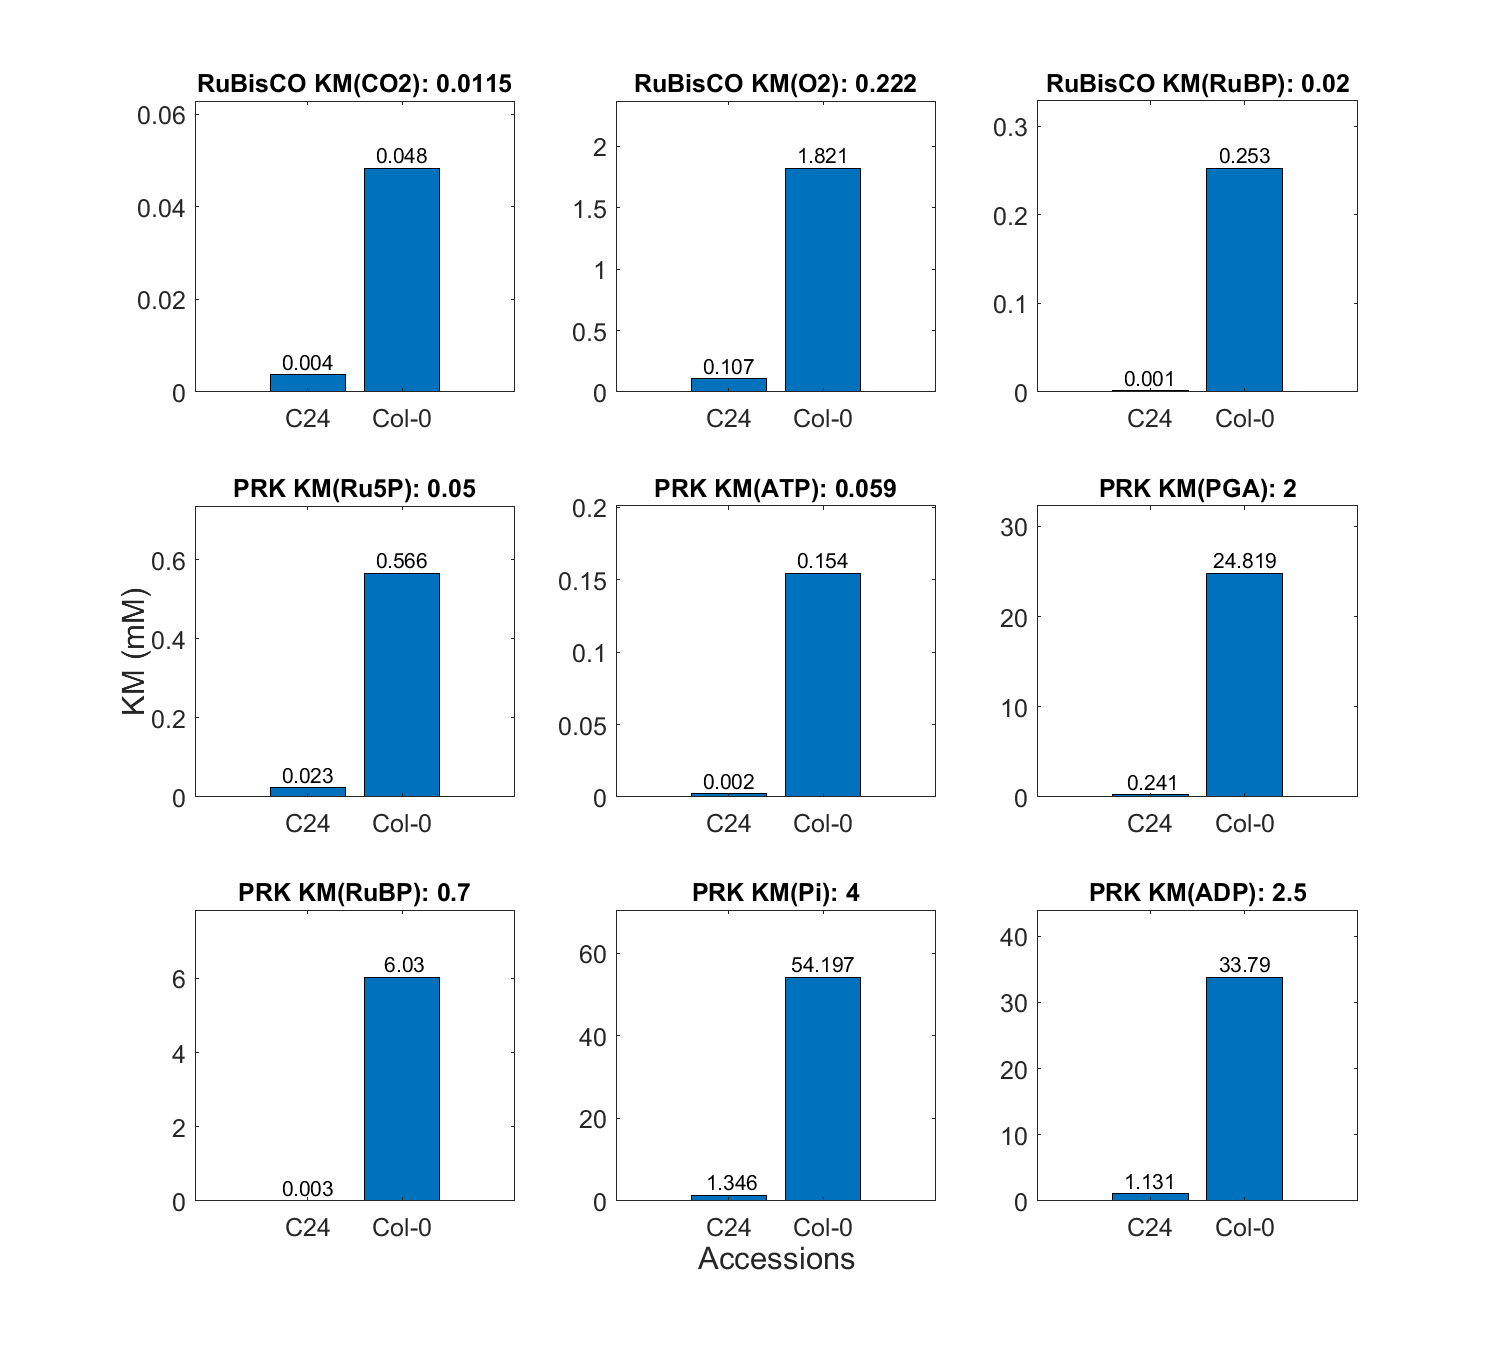 RuBisCO KM(CO2): 0.0115
0.06
0.04
0.02
0
0.004
0.048
C24
Col-0
RuBisCO KM(O2): 0.222
2
1.5
1
0.5
0
0.107
1.821
C24
Col-0
RuBisCO KM(RuBP): 0.02
0.3
0.2
0.1
0
0.001
0.253
C24
Col-0
KM (mM)
PRK KM(Ru5P): 0.05
0.6
0.4
0.2
0
0.023
0.566
C24
Col-0
PRK KM(ATP): 0.059
0.2
0.15
0.1
0.05
0
0.002
0.154
C24
Col-0
PRK KM(PGA): 2
30
20
10
0
0.241
24.819
C24
Col-0
PRK KM(RuBP): 0.7
6
4
2
0
0.003
6.03
C24
Col-0
PRK KM(Pi): 4
60
40
20
0
1.346
54.197
C24
Col-0
PRK KM(ADP): 2.5
40
30
20
10
0
1.131
33.79
C24
Col-0
Accessions